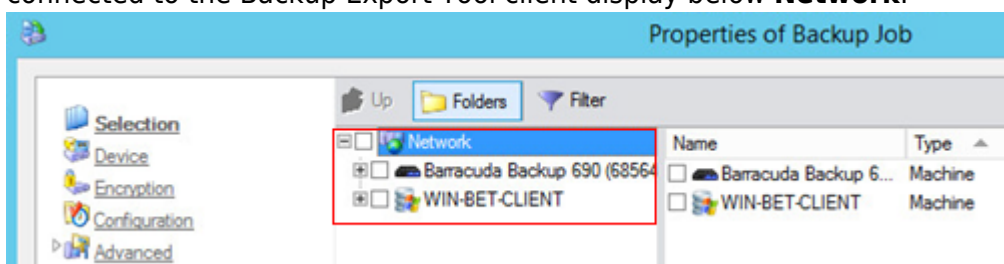 connected to the Backup Export Tool client display below Network.
Properties of Backup Job
Up Folders Filter
Selection
Device
Encryption
Configuration
Advanced
Network
Barracuda Backup 690 (68564
WIN-BET-CLIENT
Name Type
Barracuda Backup 6... Machine
WIN-BET-CLIENT Machine